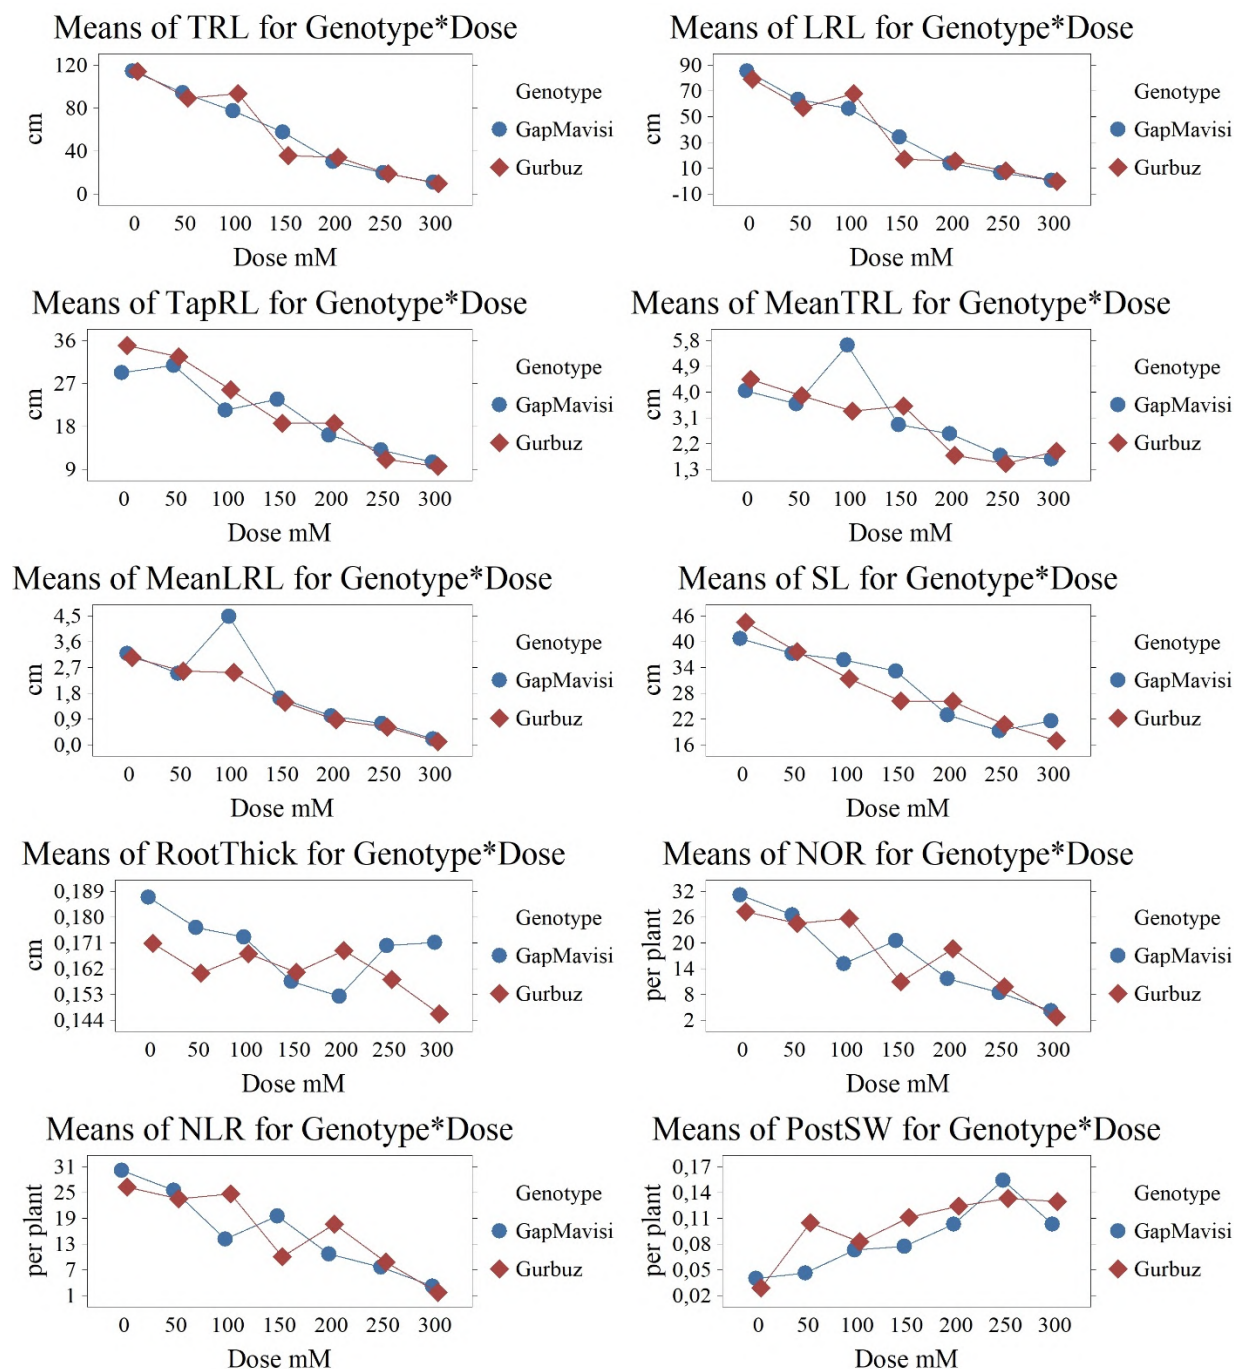 Means of TRL for Genotype*Dose
120
80
40
0
cm
0 50 100 150 200 250 300
Dose mM
Genotype
GapMavisi
Gurbuz
Means of LRL for Genotype*Dose
90
70
50
30
10
-10
cm
0 50 100 150 200 250 300
Dose mM
Genotype
GapMavisi
Gurbuz
Means of TapRL for Genotype*Dose
36
27
18
9
cm
0 50 100 150 200 250 300
Dose mM
Genotype
GapMavisi
Gurbuz
Means of MeanTRL for Genotype*Dose
5,8
4,9
4,0
3,1
2,2
1,3
cm
0 50 100 150 200 250 300
Dose mM
Genotype
GapMavisi
Gurbuz
Means of MeanLRL for Genotype*Dose
4,5
3,6
2,7
1,8
0,9
0,0
cm
0 50 100 150 200 250 300
Dose mM
Genotype
GapMavisi
Gurbuz
Means of SL for Genotype*Dose
46
40
34
28
22
16
cm
0 50 100 150 200 250 300
Dose mM
Genotype
GapMavisi
Gurbuz
Means of RootThick for Genotype*Dose
0,189
0,180
0,171
0,162
0,153
0,144
cm
0 50 100 150 200 250 300
Dose mM
Genotype
GapMavisi
Gurbuz
Means of NOR for Genotype*Dose
32
26
20
14
8
2
per plant
0 50 100 150 200 250 300
Dose mM
Genotype
GapMavisi
Gurbuz
Means of NLR for Genotype*Dose
31
25
19
13
7
1
per plant
0 50 100 150 200 250 300
Dose mM
Genotype
GapMavisi
Gurbuz
Means of PostSW for Genotype*Dose
0,17
0,14
0,11
0,08
0,05
0,02
per plant
0 50 100 150 200 250 300
Dose mM
Genotype
GapMavisi
Gurbuz